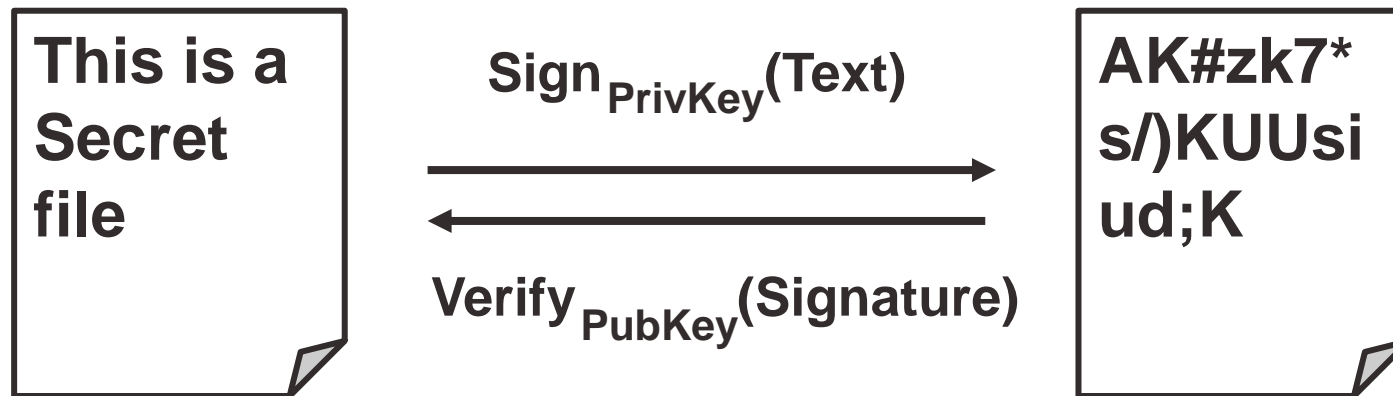 This is a
Secret
file
Sign PrivKey (Text)
Verify PubKey (Signature)
AK#zk7*
s/)KUUsi
ud;K